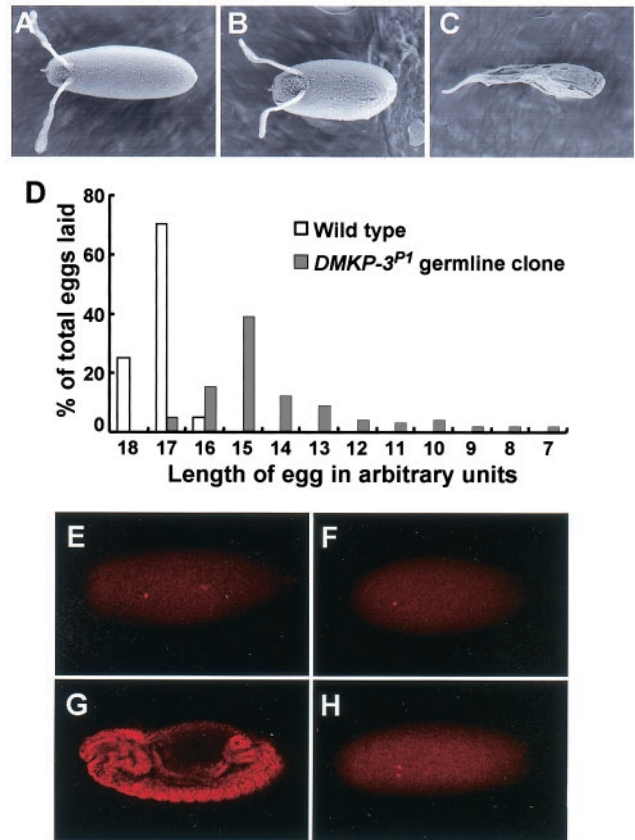 A
B
C
D
80
60
40
20
0
% of total eggs laid
Wild type
DMKP-3P1 germline clone
18 17 16 15 14 13 12 11 10 9 8 7
Length of egg in arbitrary units
E
F
G
H